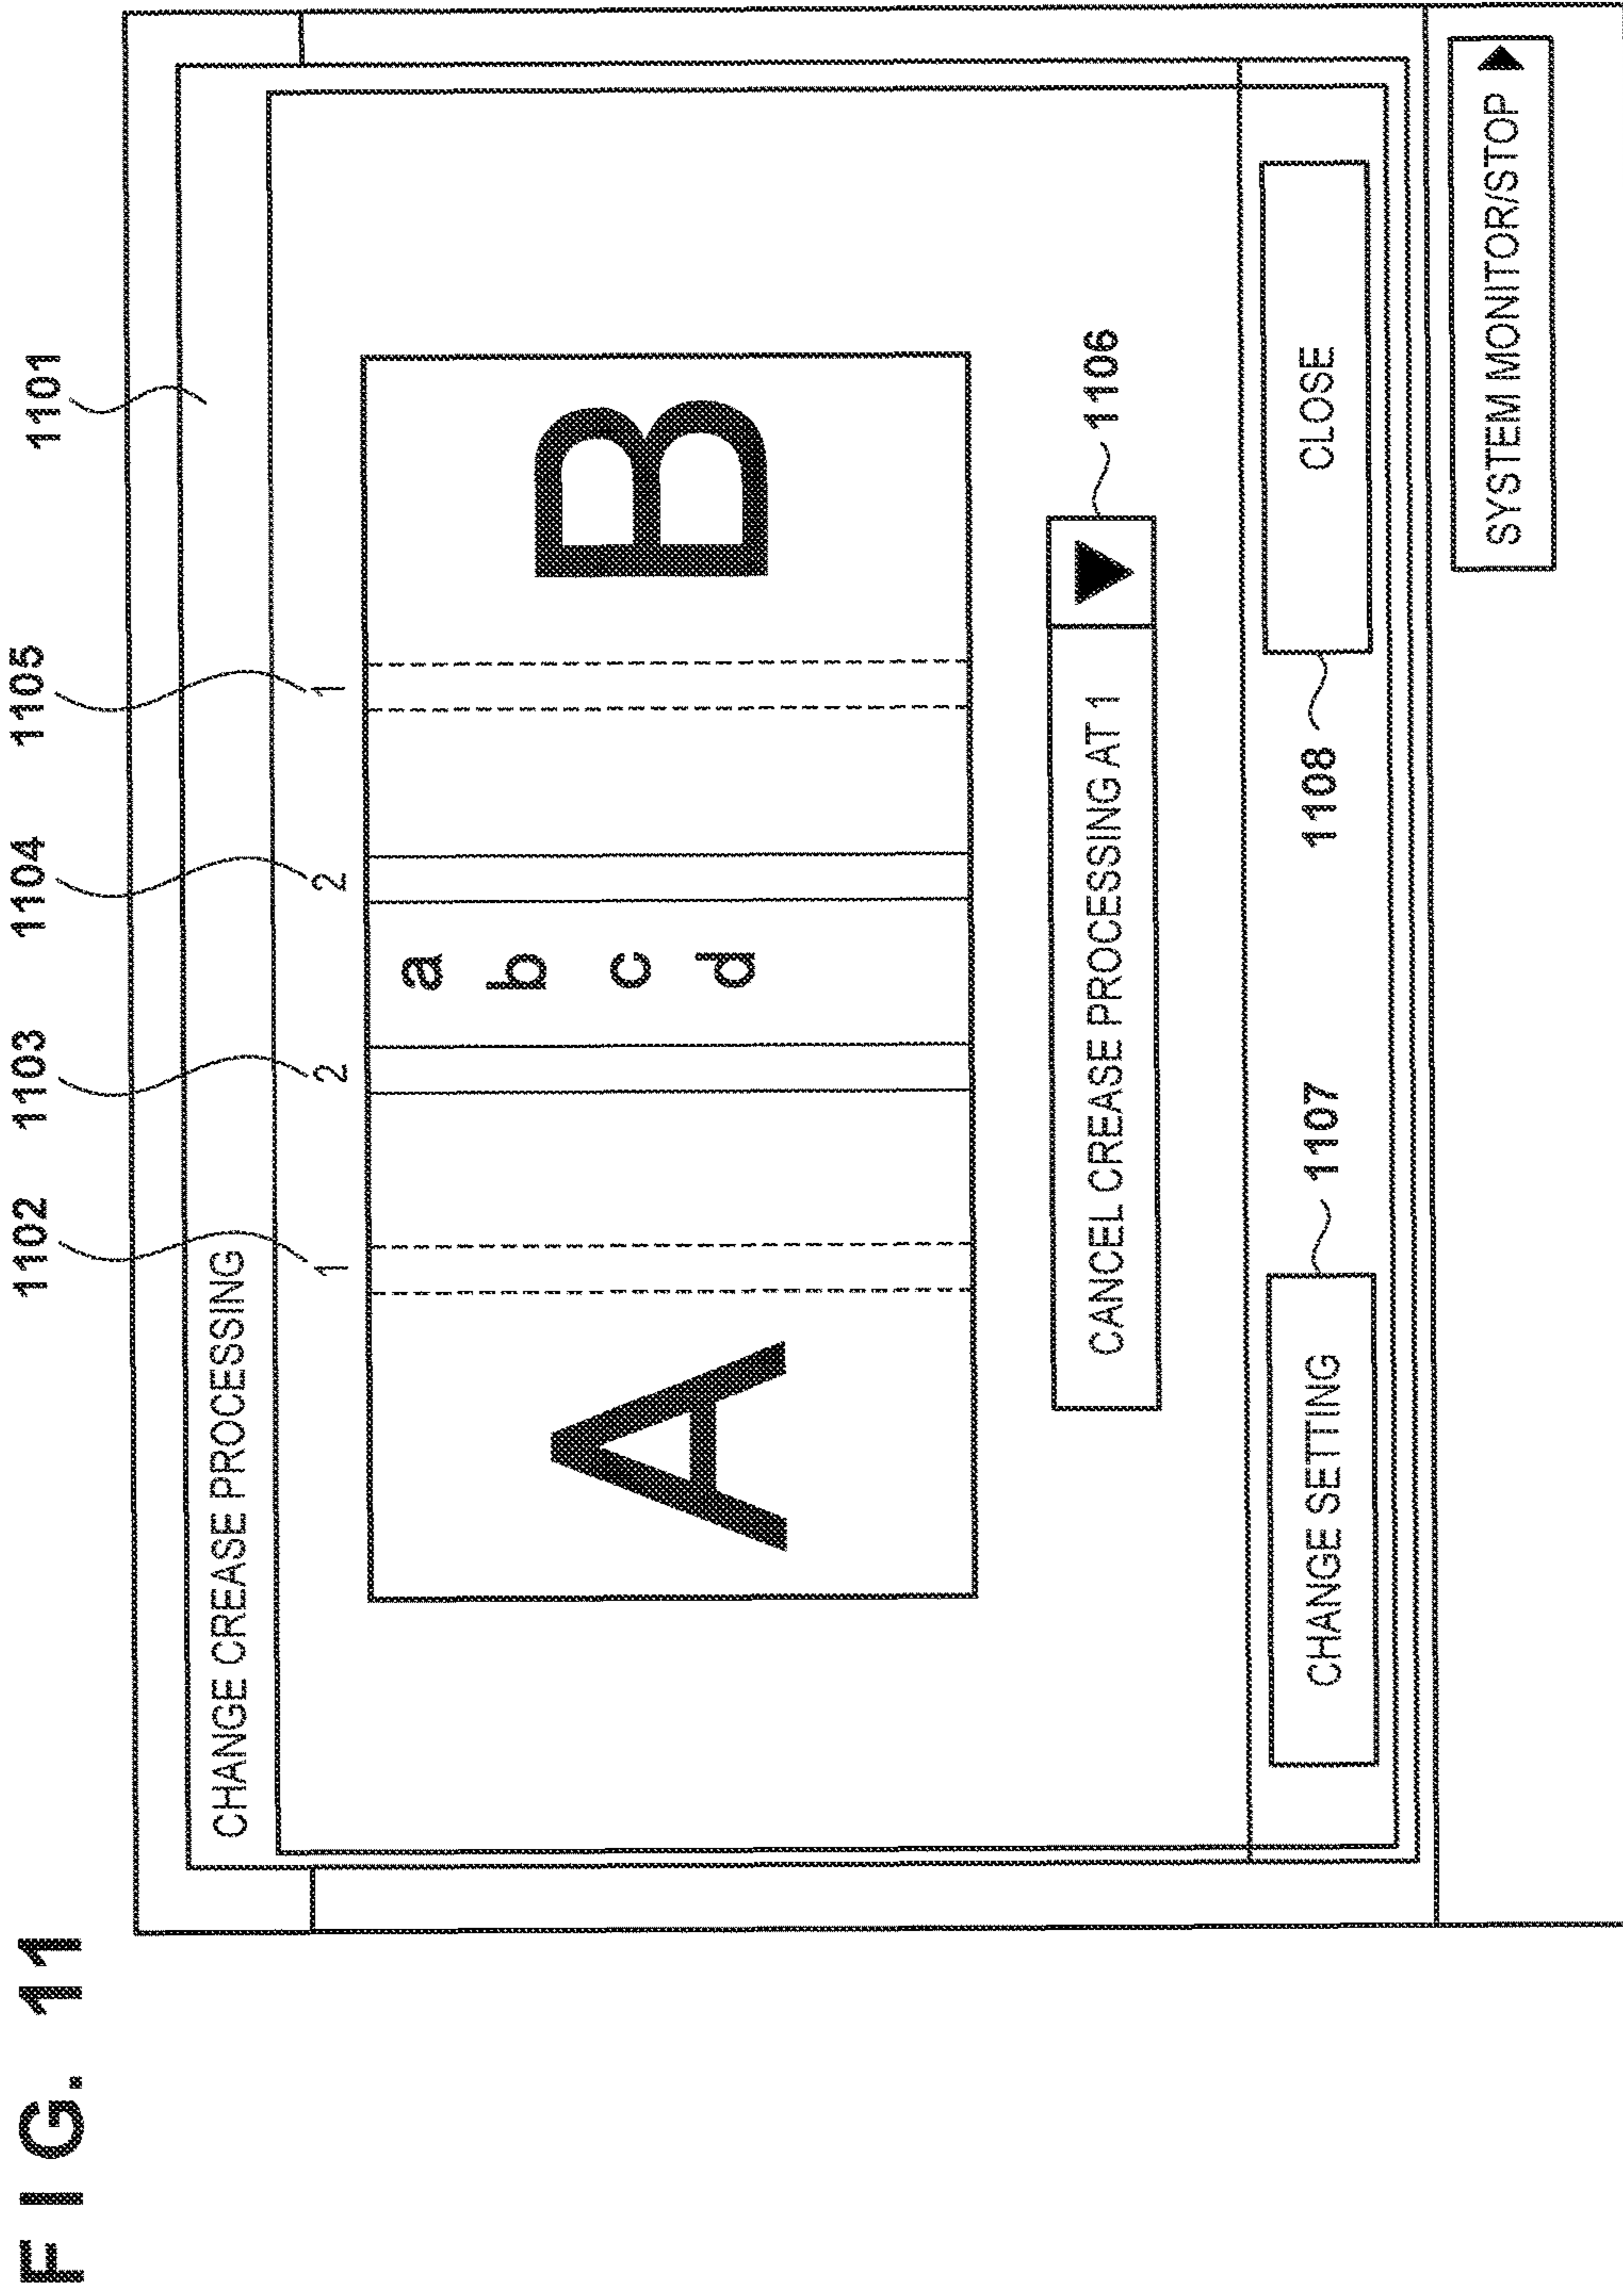 FIG. 11
1101
1102 1103 1104 1105
CHANGE CREASE PROCESSING
1 2 2 1
A
a
b
c
d
B
CANCEL CREASE PROCESSING AT 1
1106
CHANGE SETTING
1107
1108
CLOSE
SYSTEM MONITOR/STOP